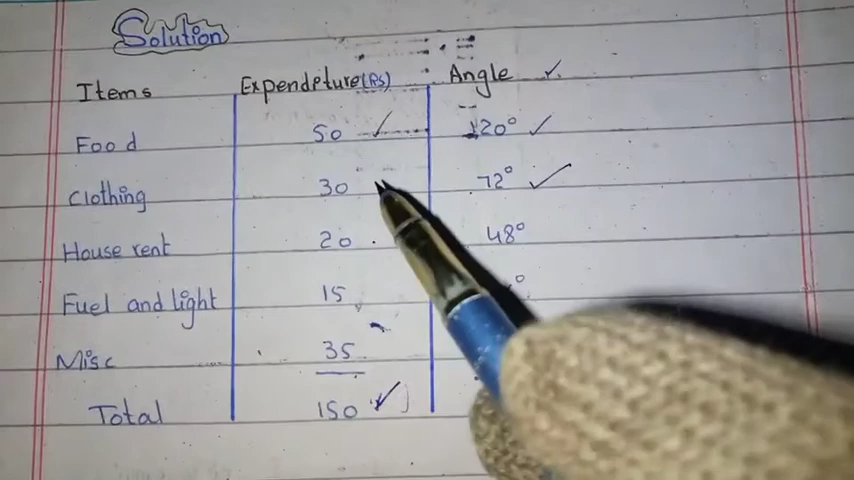 Solution
Items Expendeture(Rs) Angle ✓
Food 50 ✓ 120° ✓
Clothing 30 72° ✓
House rent 20 48°
Fuel and light 15 °
Misc 35
Total 150 ✓